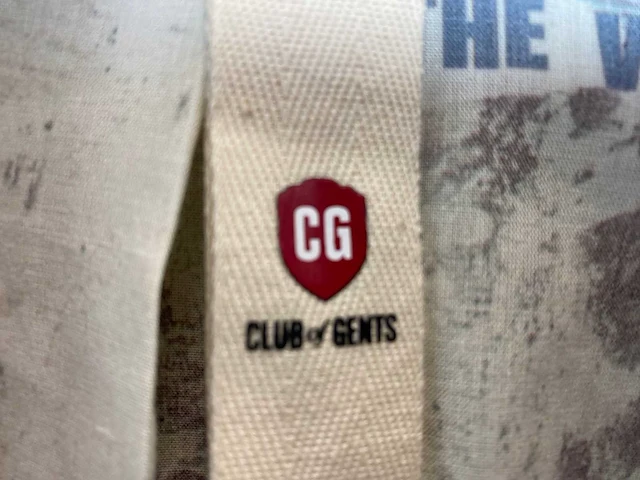 THE
CG
CLUB of GENTS